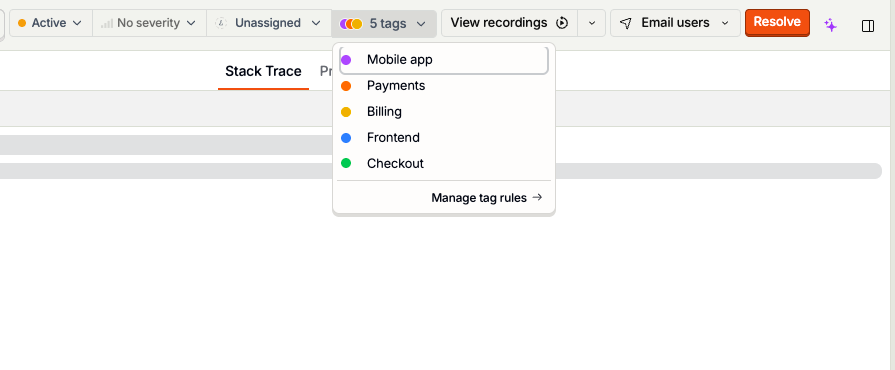 Active No severity Unassigned 5 tags View recordings Email users Resolve
Stack Trace
Mobile app
Payments
Billing
Frontend
Checkout
Manage tag rules →